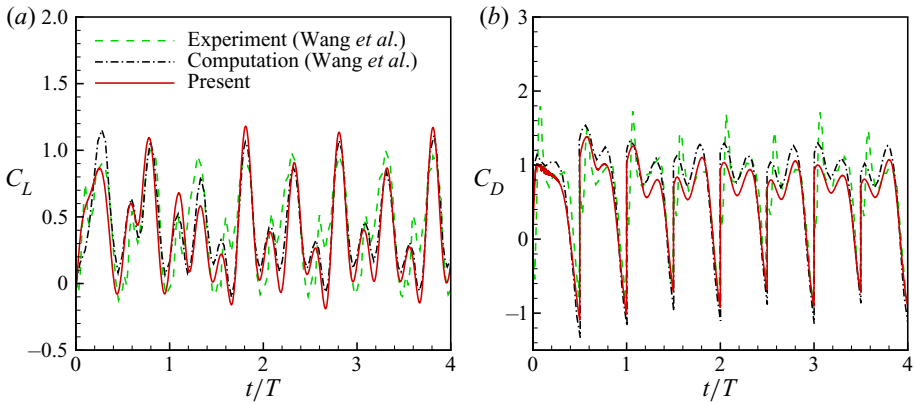 (a)
2.0
1.5
1.0
C_L
0.5
0
−0.5
0
1
2
3
4
t/T
Experiment (Wang et al.)
Computation (Wang et al.)
Present
(b)
3
2
1
C_D
0
−1
0
1
2
3
4
t/T